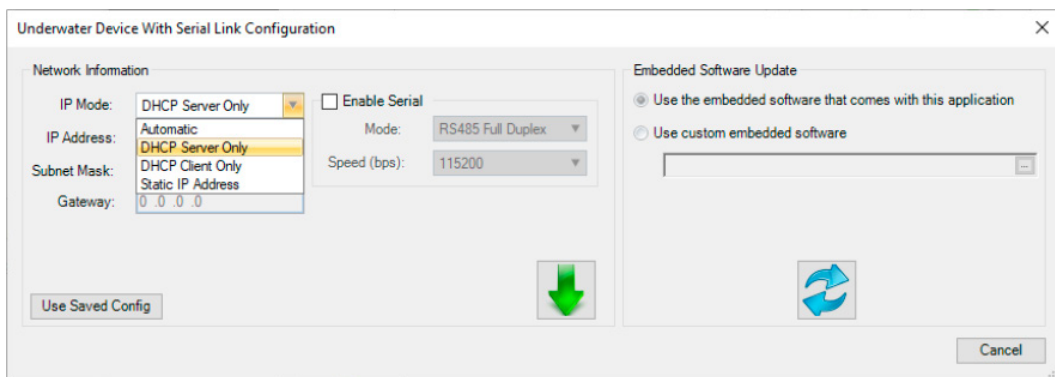 Underwater Device With Serial Link Configuration
Network Information
IP Mode: DHCP Server Only
Automatic
DHCP Server Only
DHCP Client Only
Static IP Address
IP Address:
Subnet Mask:
Gateway: 0 .0 .0 .0
Enable Serial
Mode: RS485 Full Duplex
Speed (bps): 115200
Use Saved Config
Embedded Software Update
Use the embedded software that comes with this application
Use custom embedded software
...
Cancel